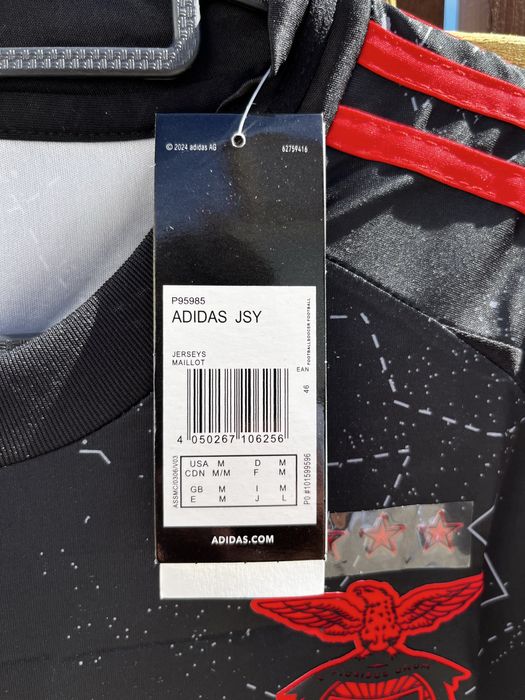 © 2024 adidas AG 62759416
P95985
ADIDAS JSY
JERSEYS
MAILLOT
FOOTBALL/SOCCER FOOTBALL
EAN
46
4 050267 106256
USA M D M
CDN M/M F M
GB M I M
E M J L
ASSMC/0306/V03
PO #101599596
ADIDAS.COM